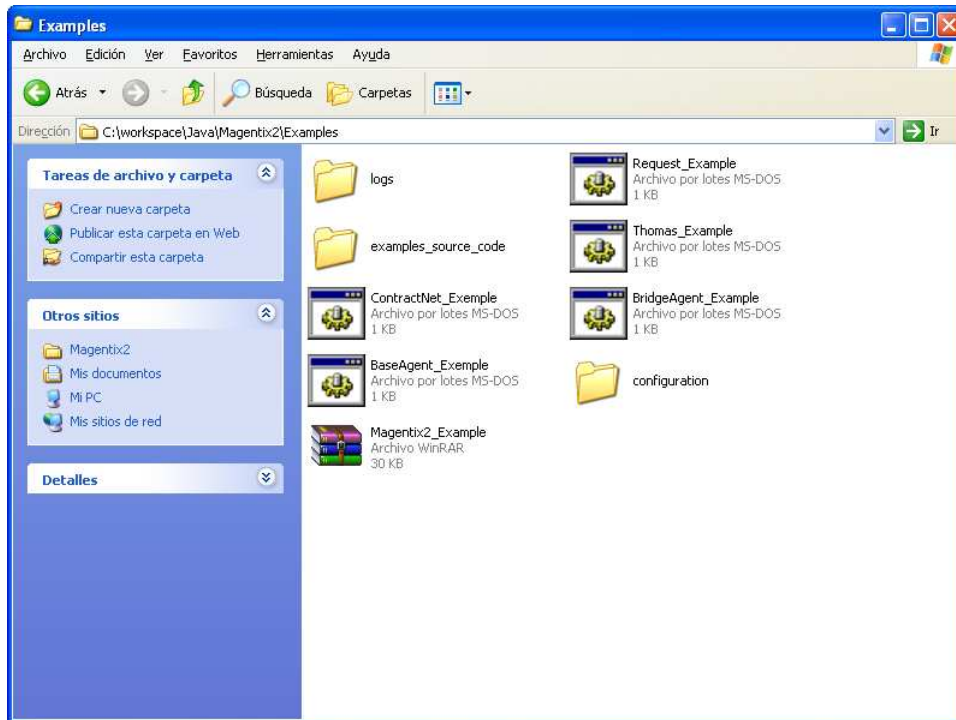 Examples
Archivo Edición Ver Favoritos Herramientas Ayuda
Atrás Búsqueda Carpetas
Dirección C:\workspace\Java\Magentix2\Examples Ir
Tareas de archivo y carpeta
Crear nueva carpeta
Publicar esta carpeta en Web
Compartir esta carpeta
Otros sitios
Magentix2
Mis documentos
Mi PC
Mis sitios de red
Detalles
logs
Request_Example
Archivo por lotes MS-DOS
1 KB
examples_source_code
Thomas_Example
Archivo por lotes MS-DOS
1 KB
ContractNet_Exemple
Archivo por lotes MS-DOS
1 KB
BridgeAgent_Example
Archivo por lotes MS-DOS
1 KB
BaseAgent_Exemple
Archivo por lotes MS-DOS
1 KB
configuration
Magentix2_Example
Archivo WinRAR
30 KB